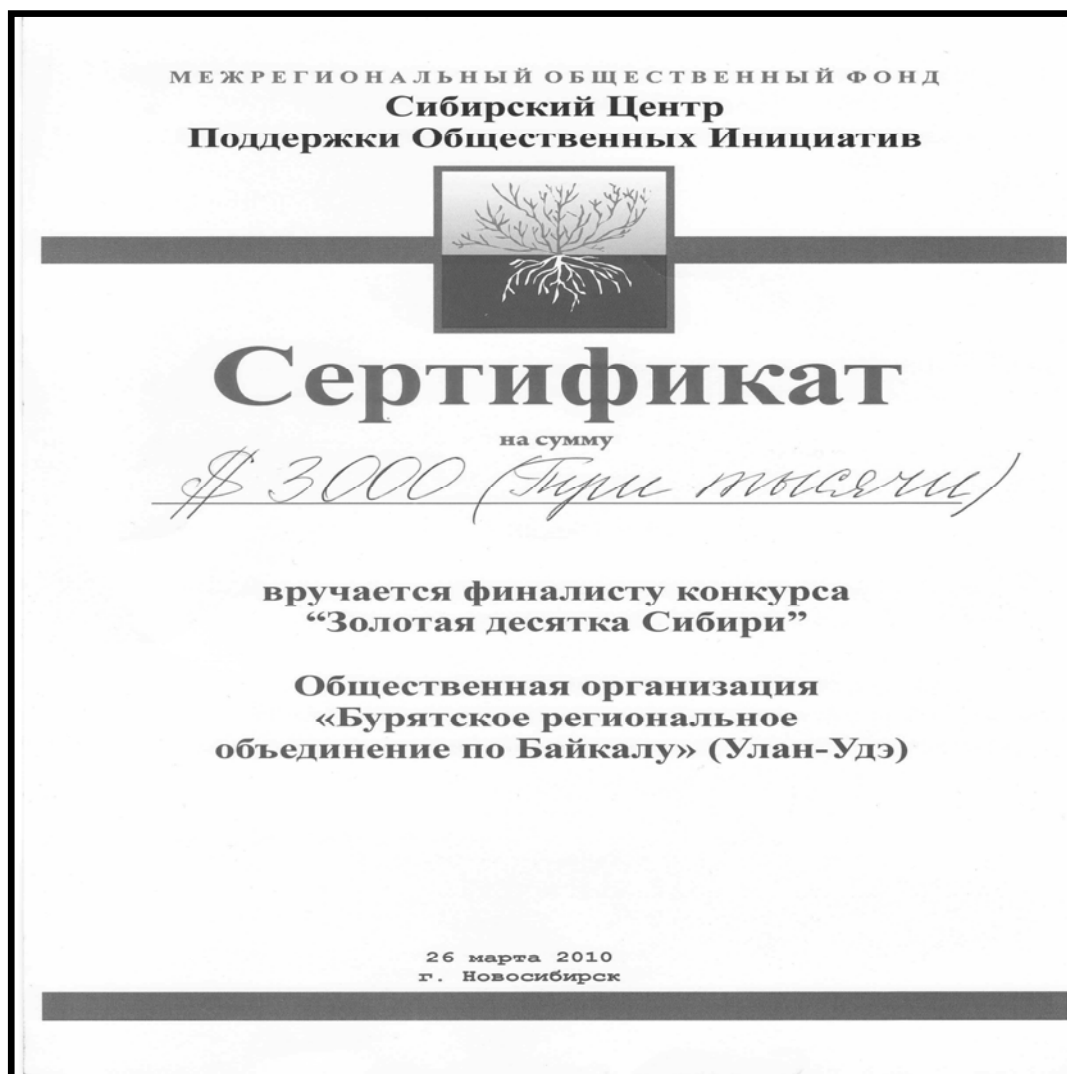 МЕЖРЕГИОНАЛЬНЫЙ ОБЩЕСТВЕННЫЙ ФОНД
Сибирский Центр
Поддержки Общественных Инициатив
Сертификат
на сумму
$ 3000 (Три тысячи)
вручается финалисту конкурса
“Золотая десятка Сибири”
Общественная организация
«Бурятское региональное
объединение по Байкалу» (Улан-Удэ)
26 марта 2010
г. Новосибирск